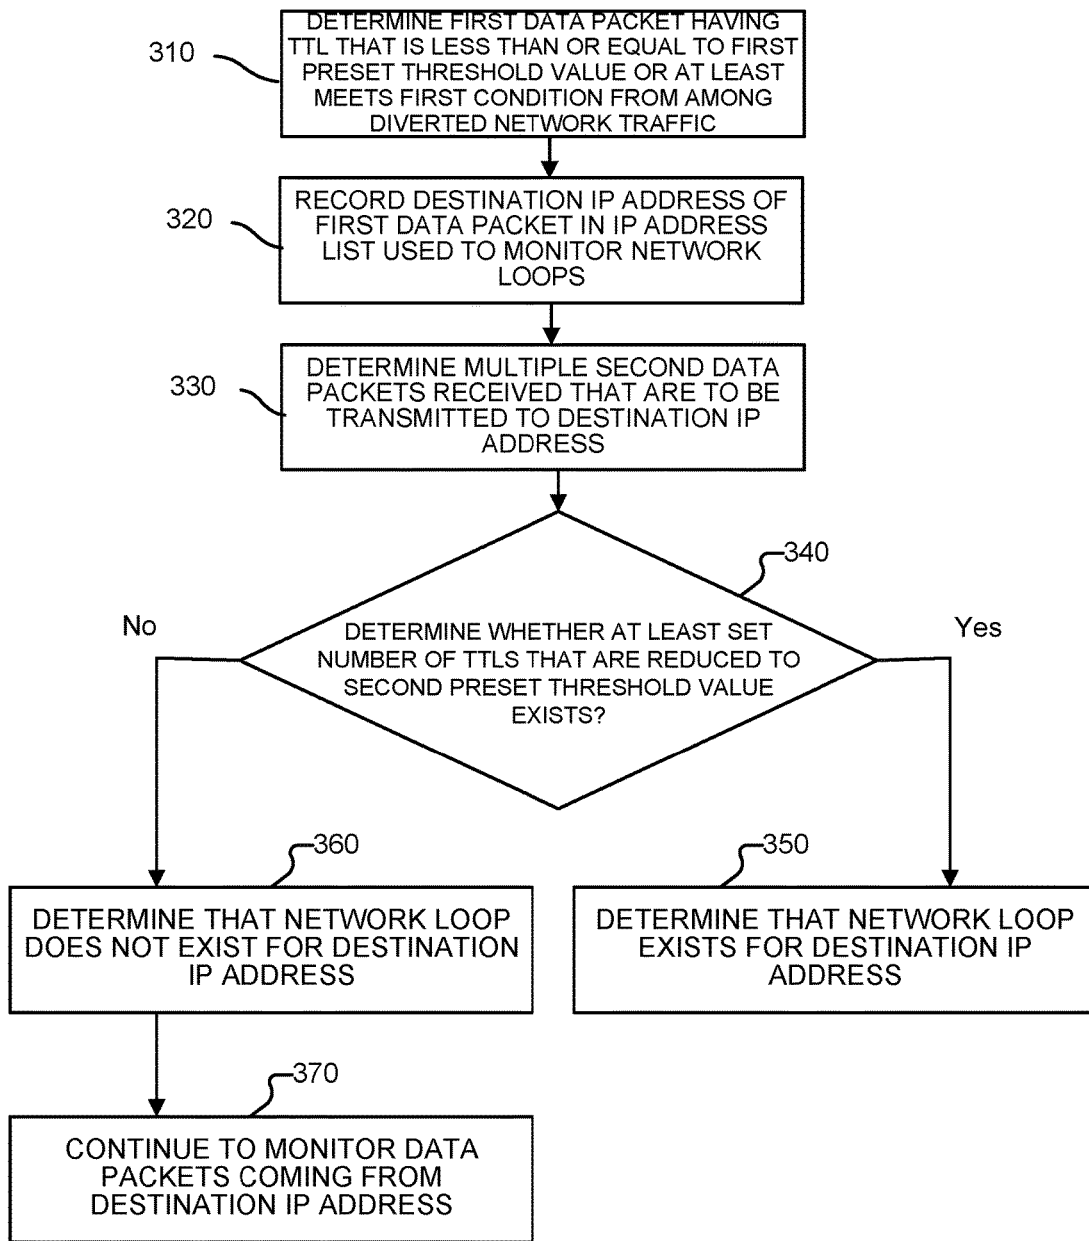 DETERMINE FIRST DATA PACKET HAVING
TTL THAT IS LESS THAN OR EQUAL TO FIRST
PRESET THRESHOLD VALUE OR AT LEAST
MEETS FIRST CONDITION FROM AMONG
DIVERTED NETWORK TRAFFIC
310
RECORD DESTINATION IP ADDRESS OF
FIRST DATA PACKET IN IP ADDRESS
LIST USED TO MONITOR NETWORK
LOOPS
320
DETERMINE MULTIPLE SECOND DATA
PACKETS RECEIVED THAT ARE TO BE
TRANSMITTED TO DESTINATION IP
ADDRESS
330
340
No
Yes
DETERMINE WHETHER AT LEAST SET
NUMBER OF TTLS THAT ARE REDUCED TO
SECOND PRESET THRESHOLD VALUE
EXISTS?
360
350
DETERMINE THAT NETWORK LOOP
DOES NOT EXIST FOR DESTINATION
IP ADDRESS
DETERMINE THAT NETWORK LOOP
EXISTS FOR DESTINATION IP
ADDRESS
370
CONTINUE TO MONITOR DATA
PACKETS COMING FROM
DESTINATION IP ADDRESS